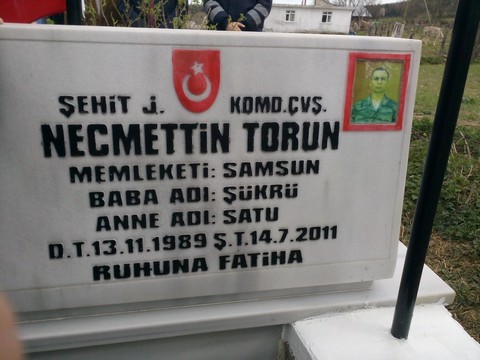 ŞEHİT J. KOMD.ÇVŞ.
NECMETTİN TORUN
MEMLEKETİ: SAMSUN
BABA ADI: ŞÜKRÜ
ANNE ADI: SATU
D.T.13.11.1989 Ş.T.14.7.2011
RUHUNA FATİHA